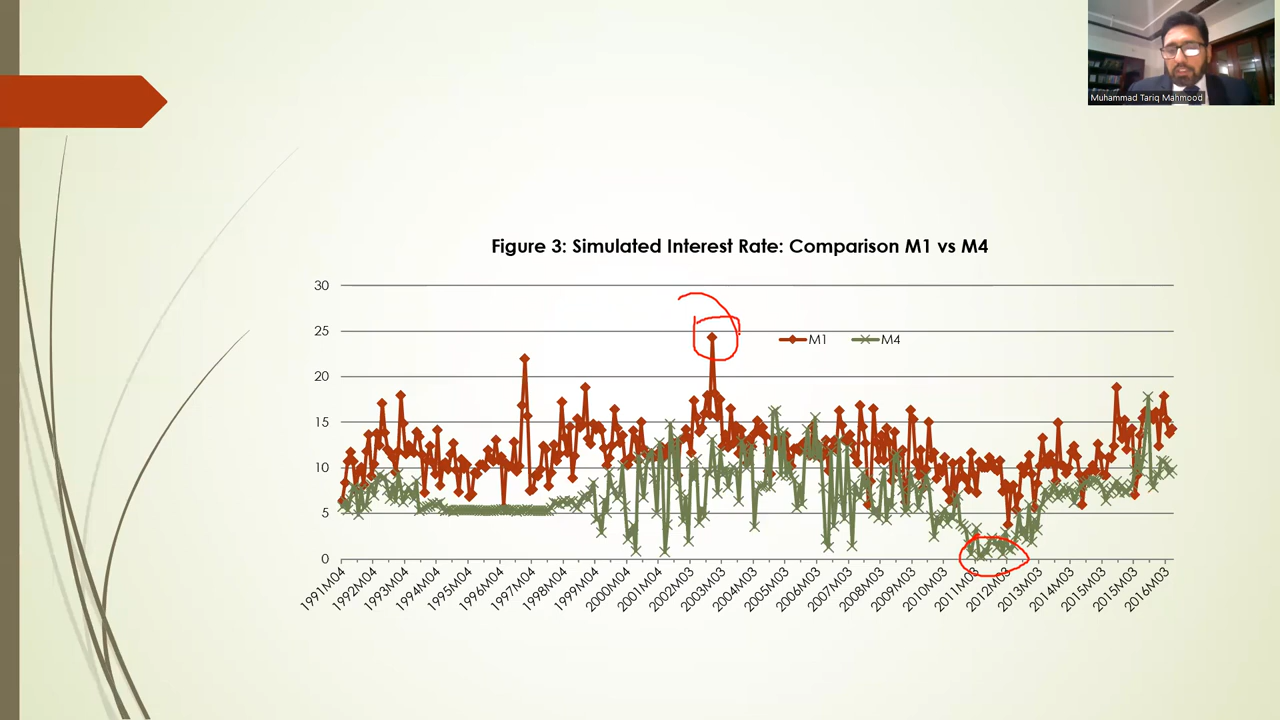 Muhammad Tariq Mahmood
Figure 3: Simulated Interest Rate: Comparison M1 vs M4
30
25
20
15
10
5
0
M1
M4
1991M04
1992M04
1993M04
1994M04
1995M04
1996M04
1997M04
1998M04
1999M04
2000M04
2001M04
2002M03
2003M03
2004M03
2005M03
2006M03
2007M03
2008M03
2009M03
2010M03
2011M03
2012M03
2013M03
2014M03
2015M03
2015M03
2016M03